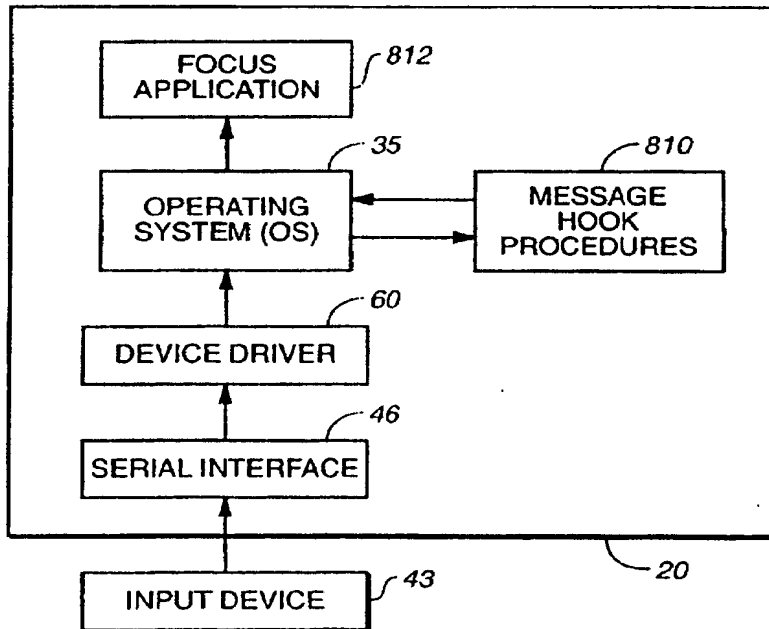 FOCUS
APPLICATION
812
35
OPERATING
SYSTEM (OS)
810
MESSAGE
HOOK
PROCEDURES
60
DEVICE DRIVER
46
SERIAL INTERFACE
20
INPUT DEVICE
43